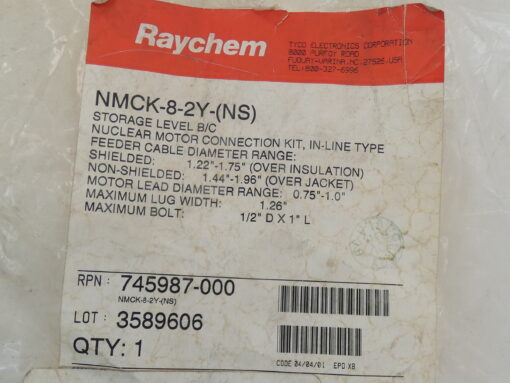 Raychem
TYCO ELECTRONICS CORPORATION
8000 PURFOY ROAD
FUQUAY-VARINA, NC. 27526, USA
TEL: 800-327-6996
NMCK-8-2Y-(NS)
STORAGE LEVEL B/C
NUCLEAR MOTOR CONNECTION KIT, IN-LINE TYPE
FEEDER CABLE DIAMETER RANGE:
SHIELDED: 1.22"-1.75" (OVER INSULATION)
NON-SHIELDED: 1.44"-1.96" (OVER JACKET)
MOTOR LEAD DIAMETER RANGE: 0.75"-1.0"
MAXIMUM LUG WIDTH: 1.26"
MAXIMUM BOLT: 1/2" D X 1" L
RPN: 745987-000
NMCK-8-2Y-(NS)
LOT: 3589606
QTY: 1
CODE 04/04/01 EPO XB